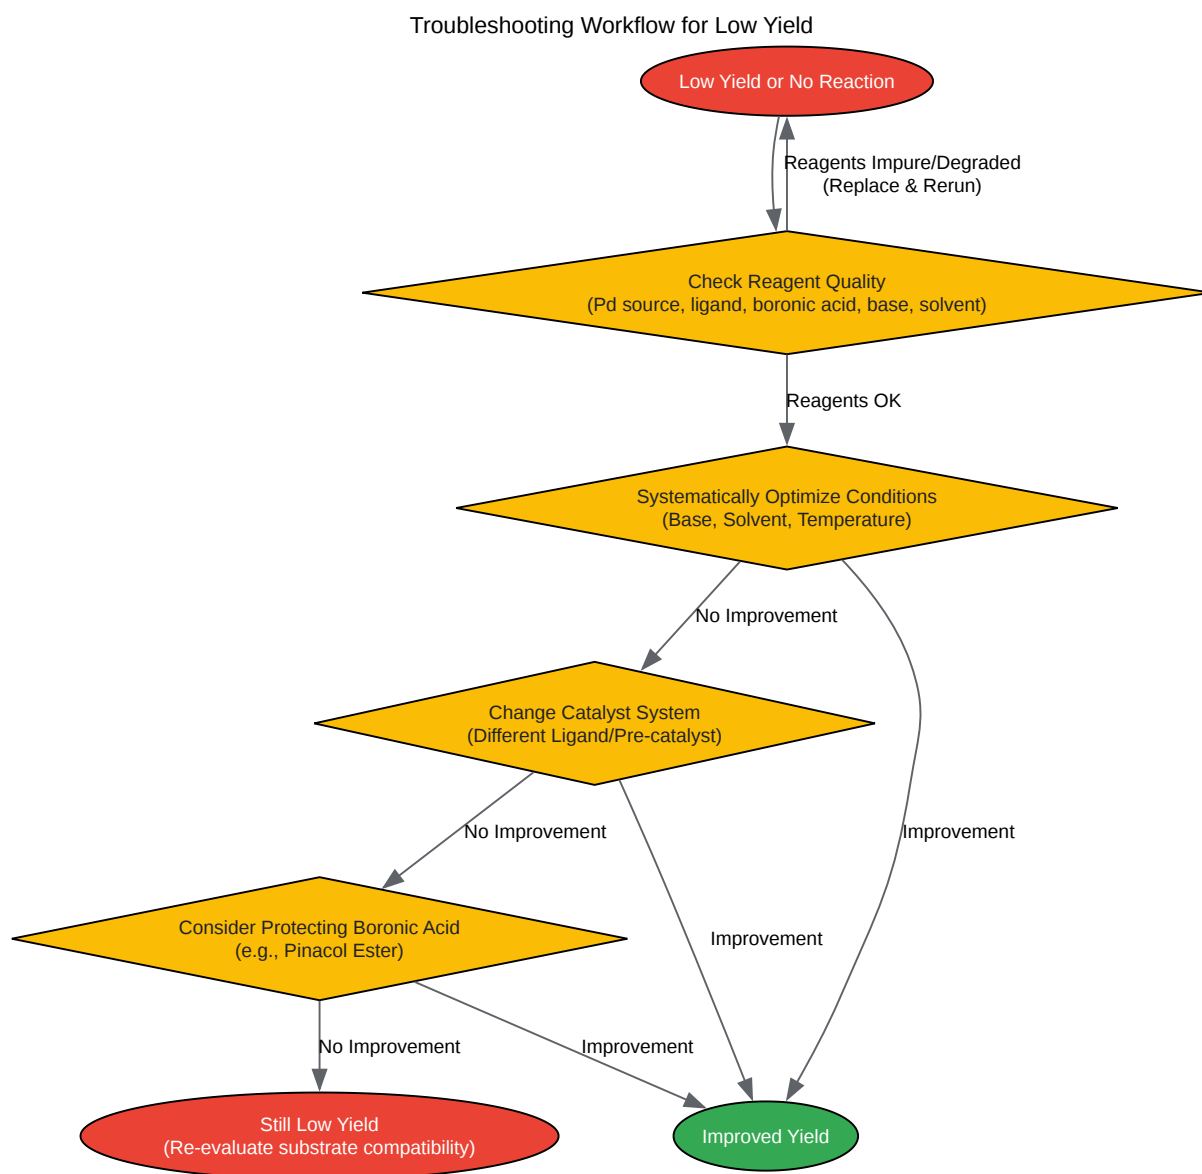 Troubleshooting Workflow for Low Yield
Low Yield or No Reaction
Reagents Impure/Degraded
(Replace & Rerun)
Check Reagent Quality
(Pd source, ligand, boronic acid, base, solvent)
Reagents OK
Systematically Optimize Conditions
(Base, Solvent, Temperature)
No Improvement
Change Catalyst System
(Different Ligand/Pre-catalyst)
No Improvement
Improvement
Consider Protecting Boronic Acid
(e.g., Pinacol Ester)
Improvement
No Improvement
Improvement
Still Low Yield
(Re-evaluate substrate compatibility)
Improved Yield